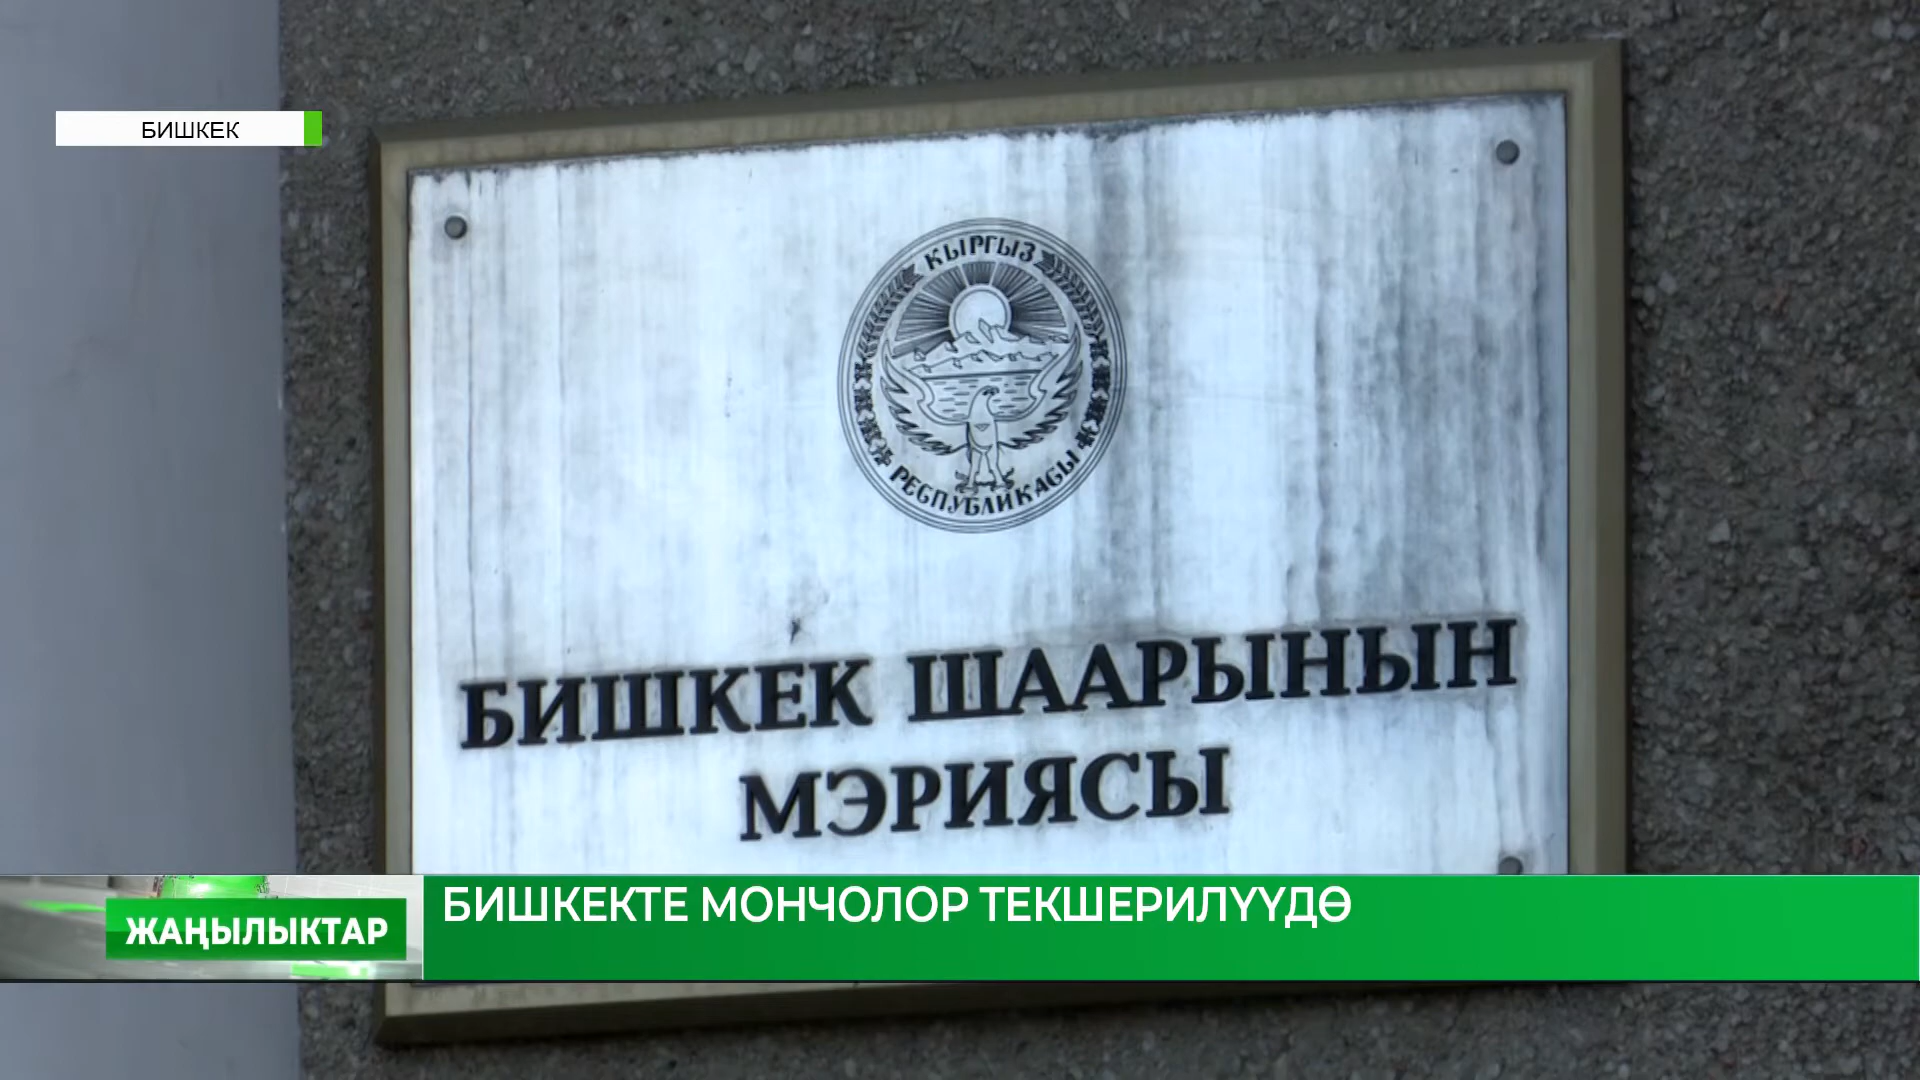 БИШКЕК
КЫРГЫЗ
РЕСПУБЛИКАСЫ
БИШКЕК ШААРЫНЫН
МЭРИЯСЫ
ЖАҢЫЛЫКТАР
БИШКЕКТЕ МОНЧОЛОР ТЕКШЕРИЛҮҮДӨ